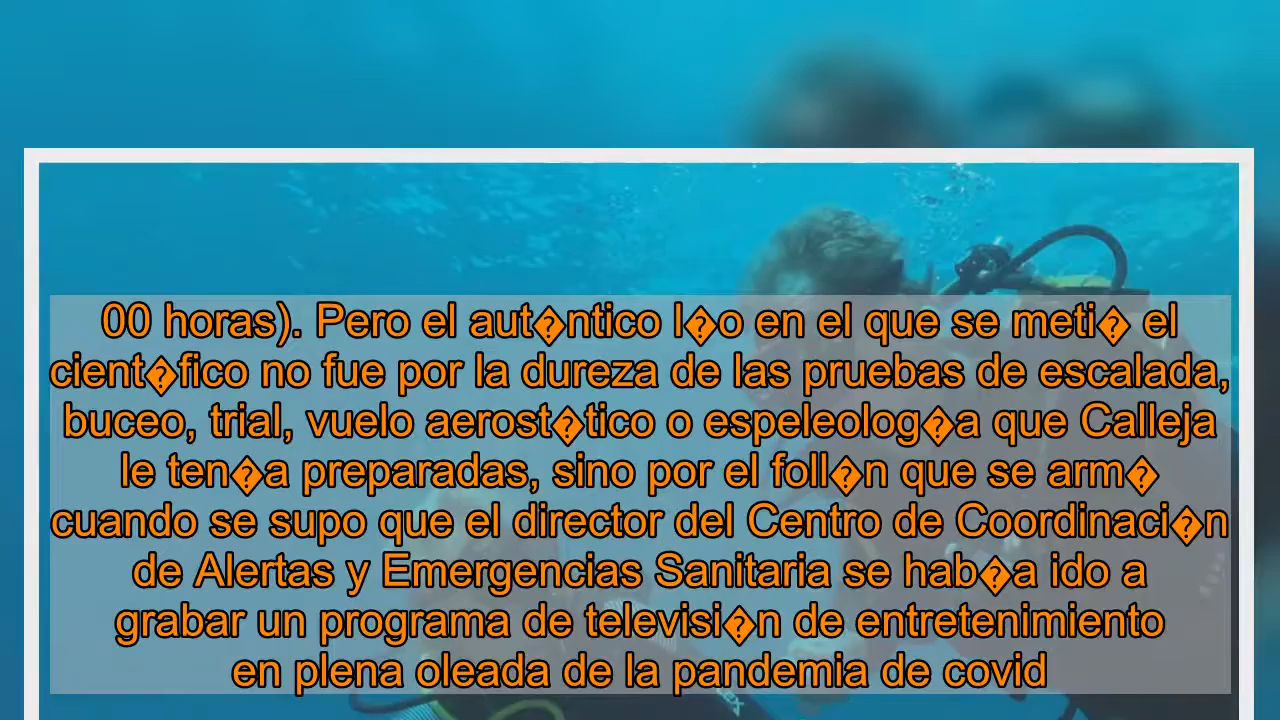 00 horas). Pero el aut�ntico l�o en el que se meti� el
cient�fico no fue por la dureza de las pruebas de escalada,
buceo, trial, vuelo aerost�tico o espeleolog�a que Calleja
le ten�a preparadas, sino por el foll�n que se arm�
cuando se supo que el director del Centro de Coordinaci�n
de Alertas y Emergencias Sanitaria se hab�a ido a
grabar un programa de televisi�n de entretenimiento
en plena oleada de la pandemia de covid